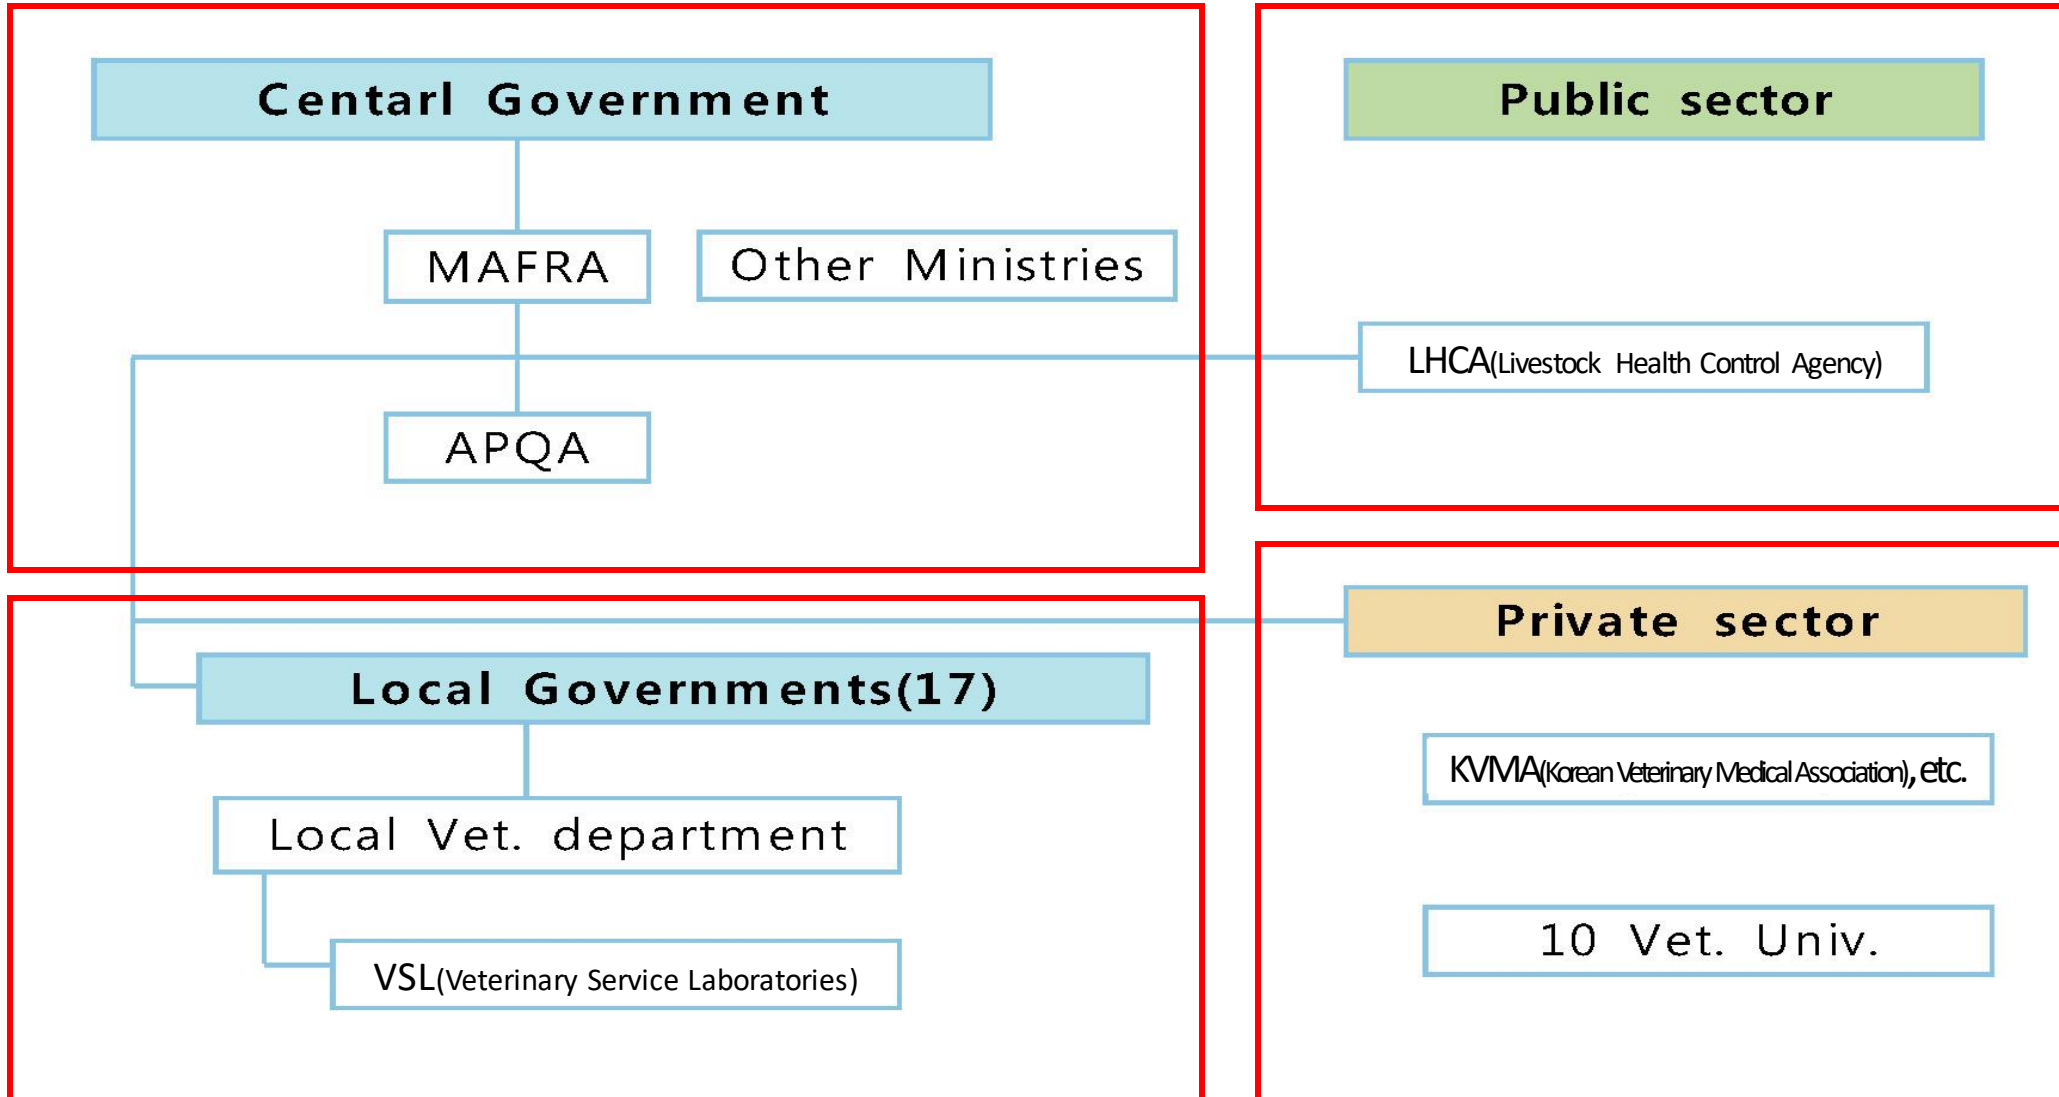 Centarl Government
MAFRA
Other Ministries
APQA
Public sector
LHCA(Livestock Health Control Agency)
Local Governments(17)
Local Vet. department
VSL(Veterinary Service Laboratories)
Private sector
KVMA(Korean Veterinary Medical Association), etc.
10 Vet. Univ.